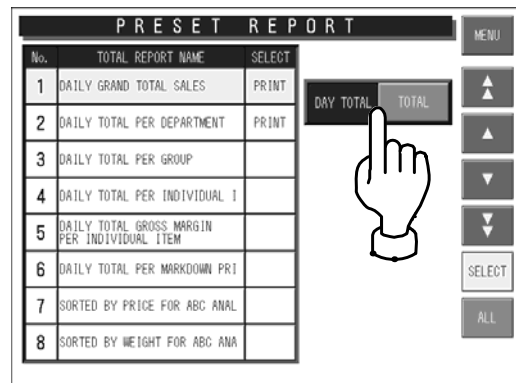 PRESET REPORT
MENU
No. TOTAL REPORT NAME SELECT
1 DAILY GRAND TOTAL SALES PRINT
2 DAILY TOTAL PER DEPARTMENT PRINT
3 DAILY TOTAL PER GROUP
4 DAILY TOTAL PER INDIVIDUAL I
5 DAILY TOTAL GROSS MARGIN
PER INDIVIDUAL ITEM
6 DAILY TOTAL PER MARKDOWN PRI
7 SORTED BY PRICE FOR ABC ANAL
8 SORTED BY WEIGHT FOR ABC ANA
DAY TOTAL TOTAL
SELECT
ALL